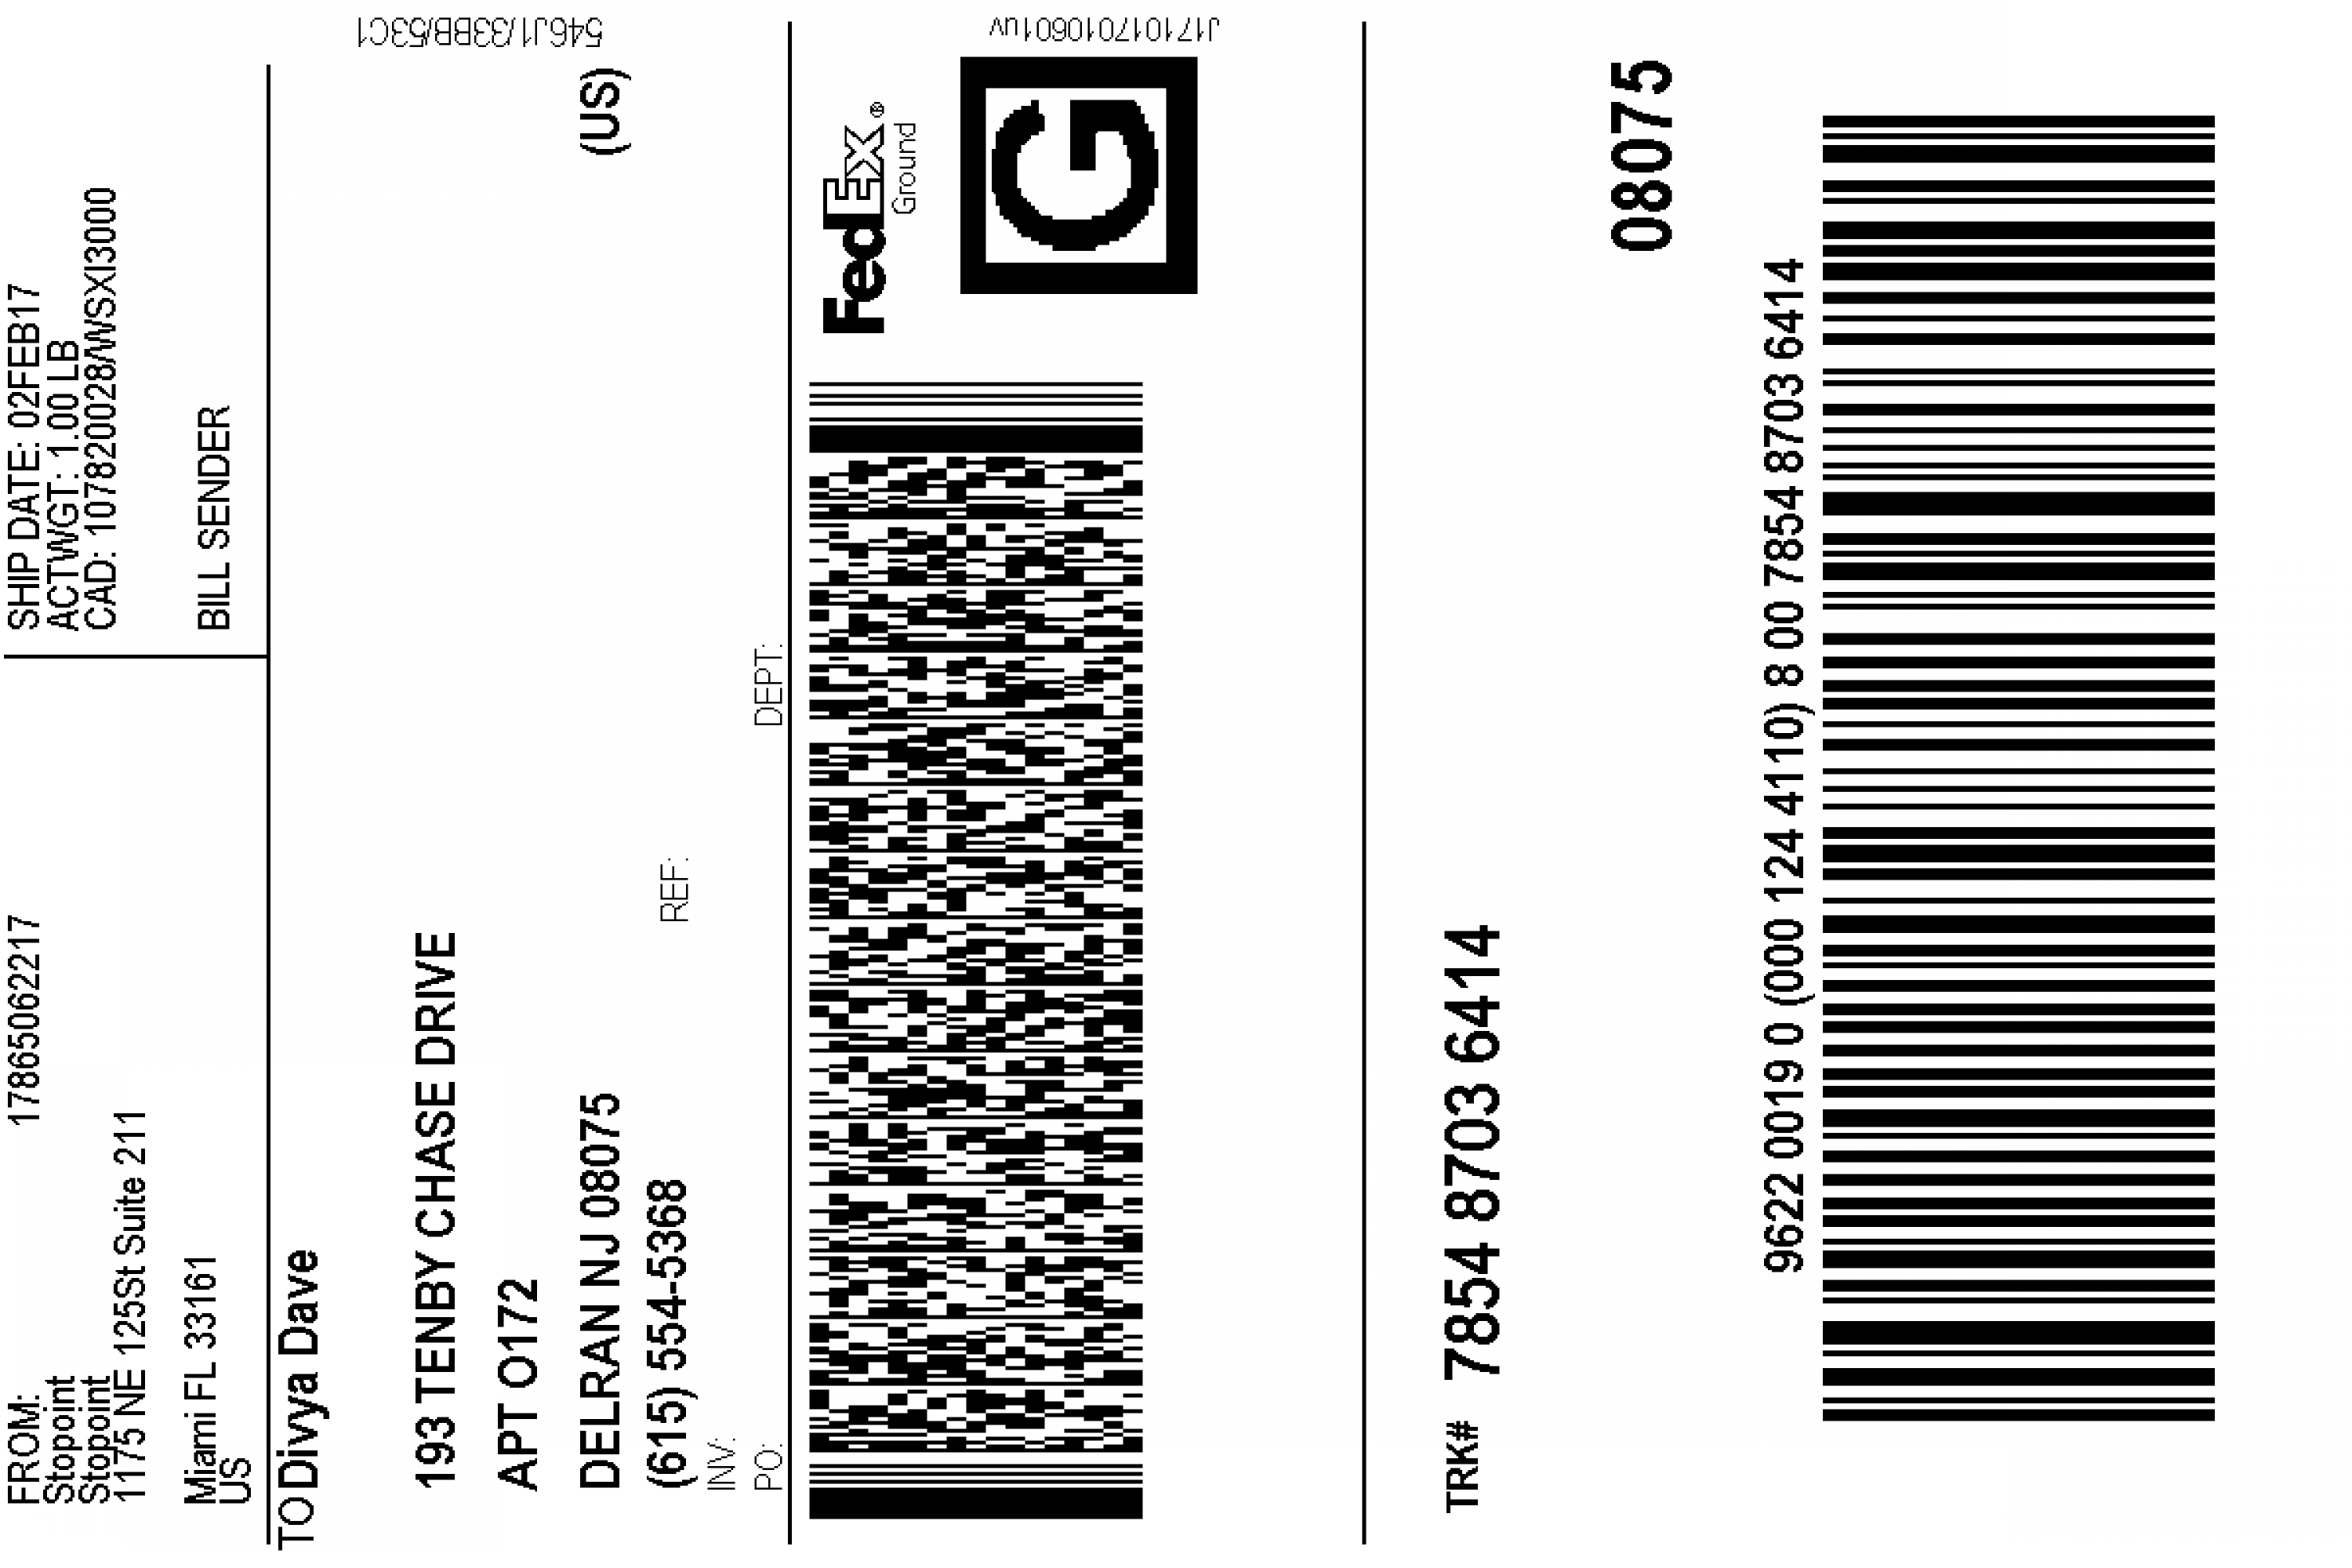 FROM: 17865062217
Stopoint
Stopoint
1175 NE 125St Suite 211
Miami FL 33161
US
SHIP DATE: 02FEB17
ACTWGT: 1.00 LB
CAD: 107820028/WSXI3000
BILL SENDER
TO Divya Dave
193 TENBY CHASE DRIVE
APT O172
DELRAN NJ 08075 (US)
(615) 554-5368 REF:
INV:
PO: DEPT:
546J1/33BB/53C1
FedEx®
Ground
G
J171017010601uv
TRK# 7854 8703 6414
08075
9622 0019 0 (000 124 4110) 8 00 7854 8703 6414